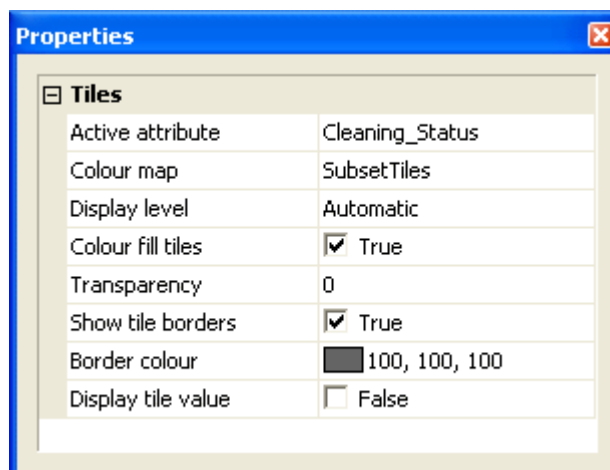 Properties
Tiles
Active attribute Cleaning_Status
Colour map SubsetTiles
Display level Automatic
Colour fill tiles True
Transparency 0
Show tile borders True
Border colour 100, 100, 100
Display tile value False